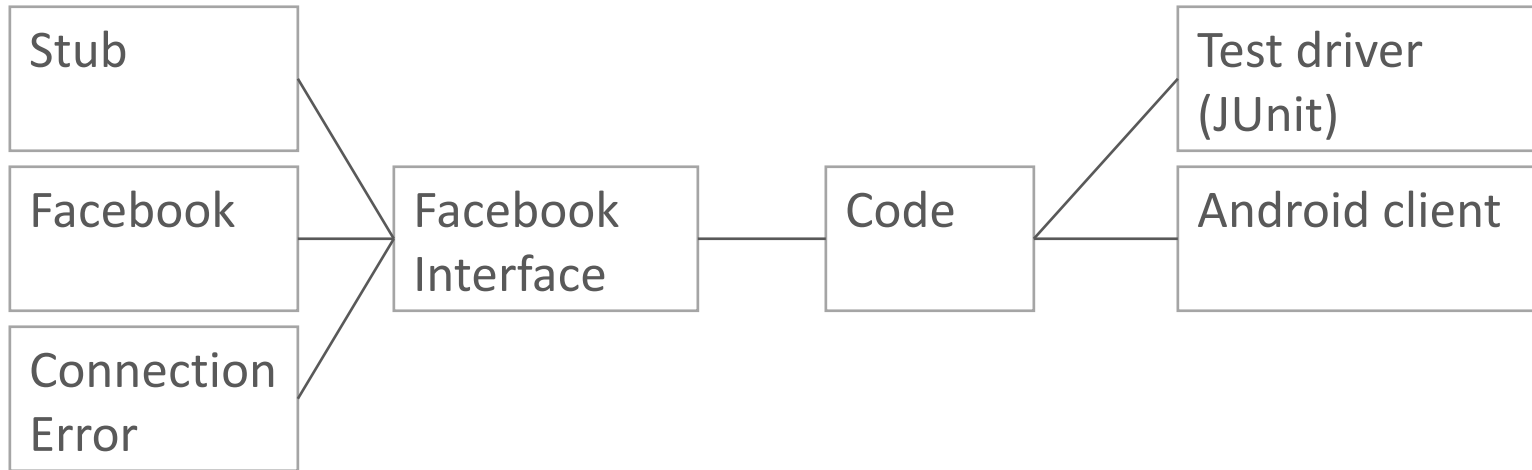 Stub
Facebook
Connection
Error
Facebook
Interface
Code
Test driver
(JUnit)
Android client